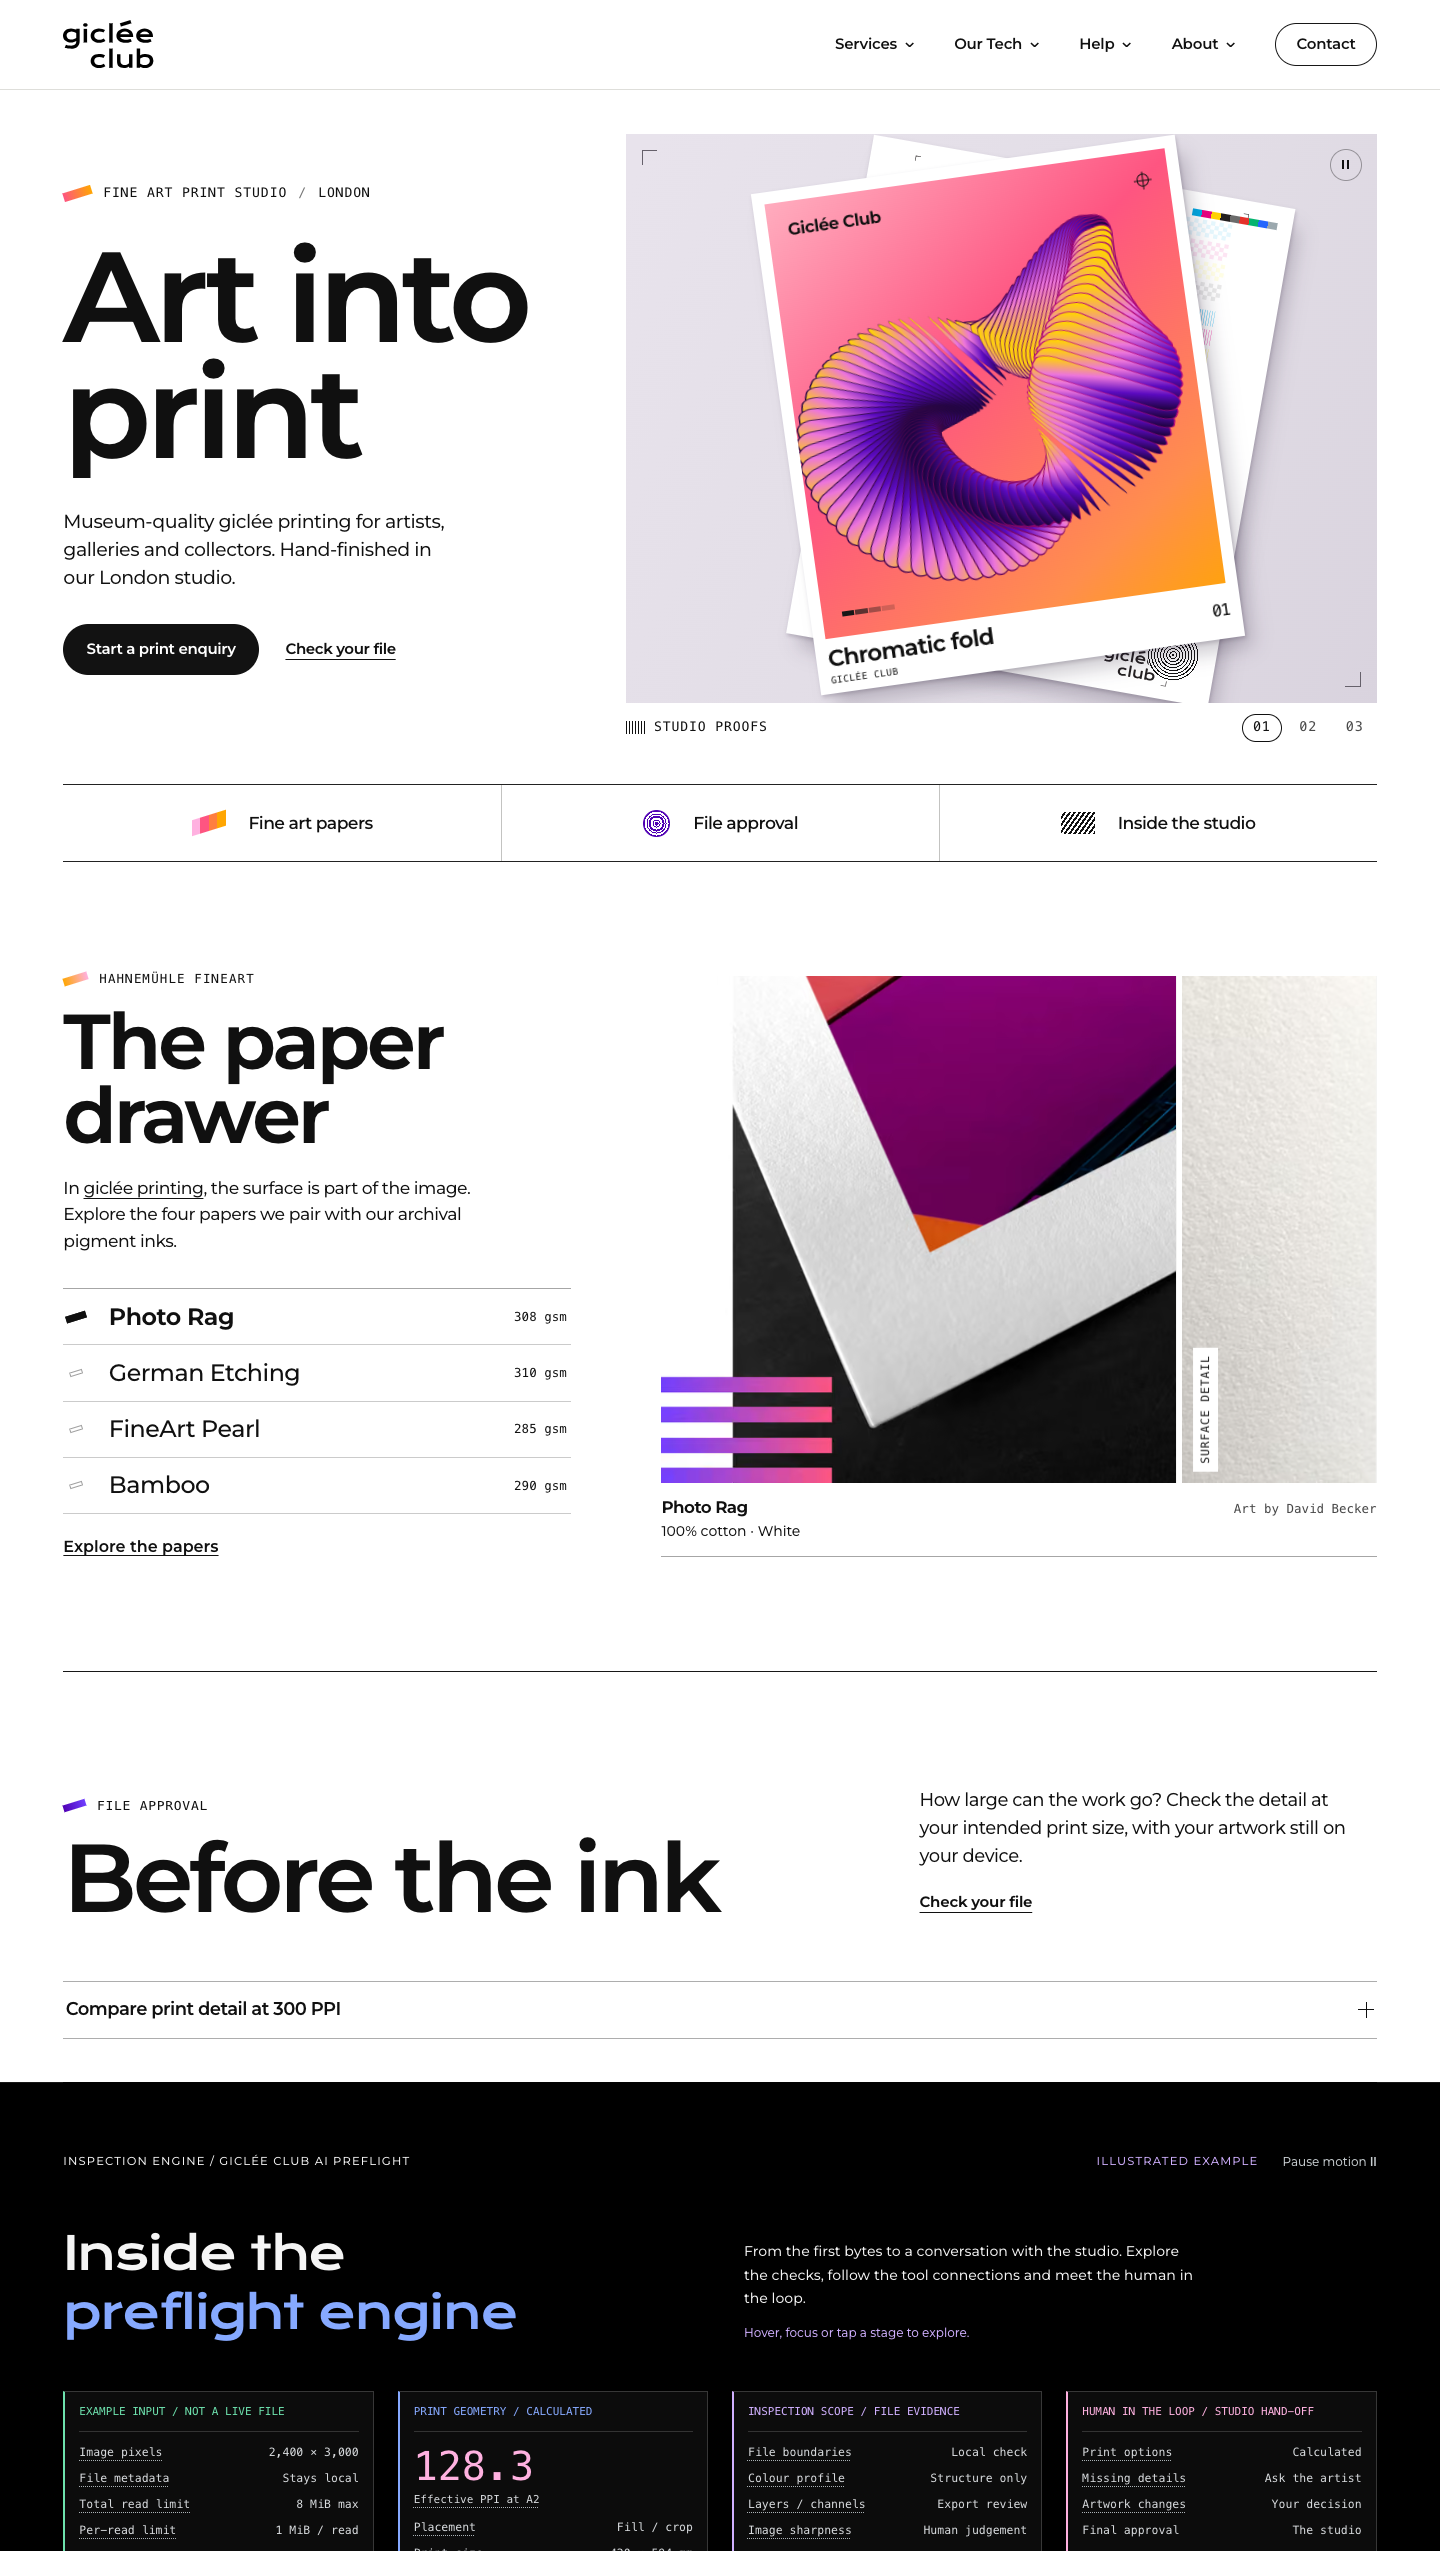 giclée
club
Services
Our Tech
Help
About
Contact
FINE ART PRINT STUDIO / LONDON
Art into
print
Museum-quality giclée printing for artists,
galleries and collectors. Hand-finished in
our London studio.
Start a print enquiry
Check your file
Giclée Club
01
Chromatic fold
GICLÉE CLUB
club
STUDIO PROOFS
01
02
03
Fine art papers
File approval
Inside the studio
HAHNEMÜHLE FINEART
The paper
drawer
In giclée printing, the surface is part of the image.
Explore the four papers we pair with our archival
pigment inks.
Photo Rag 308 gsm
German Etching 310 gsm
FineArt Pearl 285 gsm
Bamboo 290 gsm
Explore the papers
SURFACE DETAIL
Photo Rag
100% cotton · White
Art by David Becker
FILE APPROVAL
Before the ink
How large can the work go? Check the detail at
your intended print size, with your artwork still on
your device.
Check your file
Compare print detail at 300 PPI
INSPECTION ENGINE / GICLÉE CLUB AI PREFLIGHT
ILLUSTRATED EXAMPLE
Pause motion
Inside the
preflight engine
From the first bytes to a conversation with the studio. Explore
the checks, follow the tool connections and meet the human in
the loop.
Hover, focus or tap a stage to explore.
EXAMPLE INPUT / NOT A LIVE FILE
Image pixels 2,400 × 3,000
File metadata Stays local
Total read limit 8 MiB max
Per-read limit 1 MiB / read
PRINT GEOMETRY / CALCULATED
128.3
Effective PPI at A2
Placement Fill / crop
INSPECTION SCOPE / FILE EVIDENCE
File boundaries Local check
Colour profile Structure only
Layers / channels Export review
Image sharpness Human judgement
HUMAN IN THE LOOP / STUDIO HAND-OFF
Print options Calculated
Missing details Ask the artist
Artwork changes Your decision
Final approval The studio